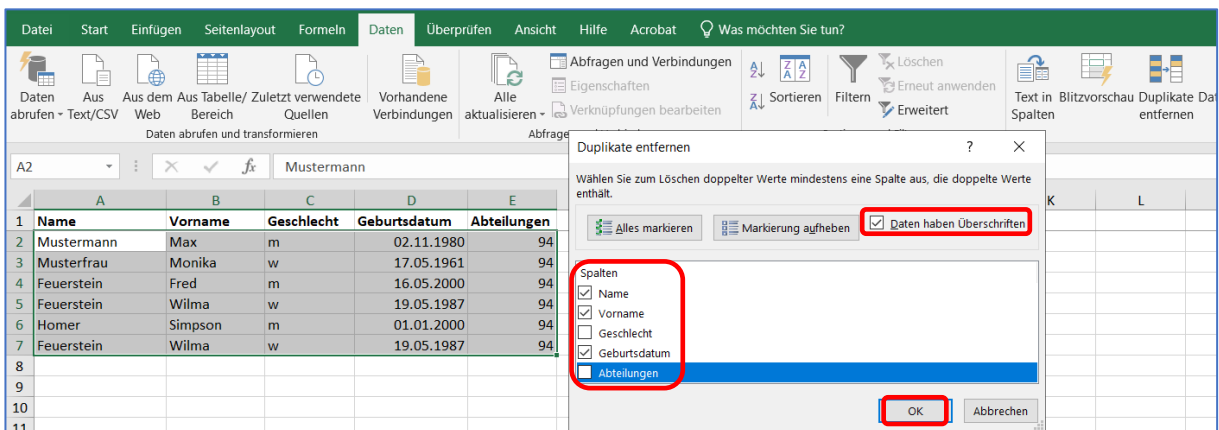 Datei Start Einfügen Seitenlayout Formeln Daten Überprüfen Ansicht Hilfe Acrobat Was möchten Sie tun?
Daten abrufen
Aus Text/CSV
Aus dem Web
Aus Tabelle/ Bereich
Zuletzt verwendete Quellen
Vorhandene Verbindungen
Daten abrufen und transformieren
Alle aktualisieren
Abfragen und Verbindungen
Eigenschaften
Verknüpfungen bearbeiten
Sortieren
Filtern
Löschen
Erneut anwenden
Erweitert
Text in Spalten
Blitzvorschau
Duplikate entfernen
A2 fx Mustermann
A B C D E K L
1 Name Vorname Geschlecht Geburtsdatum Abteilungen
2 Mustermann Max m 02.11.1980 94
3 Musterfrau Monika w 17.05.1961 94
4 Feuerstein Fred m 16.05.2000 94
5 Feuerstein Wilma w 19.05.1987 94
6 Homer Simpson m 01.01.2000 94
7 Feuerstein Wilma w 19.05.1987 94
8
9
10
11
Duplikate entfernen ?
Wählen Sie zum Löschen doppelter Werte mindestens eine Spalte aus, die doppelte Werte
enthält.
Alles markieren Markierung aufheben Daten haben Überschriften
Spalten
Name
Vorname
Geschlecht
Geburtsdatum
Abteilungen
OK Abbrechen